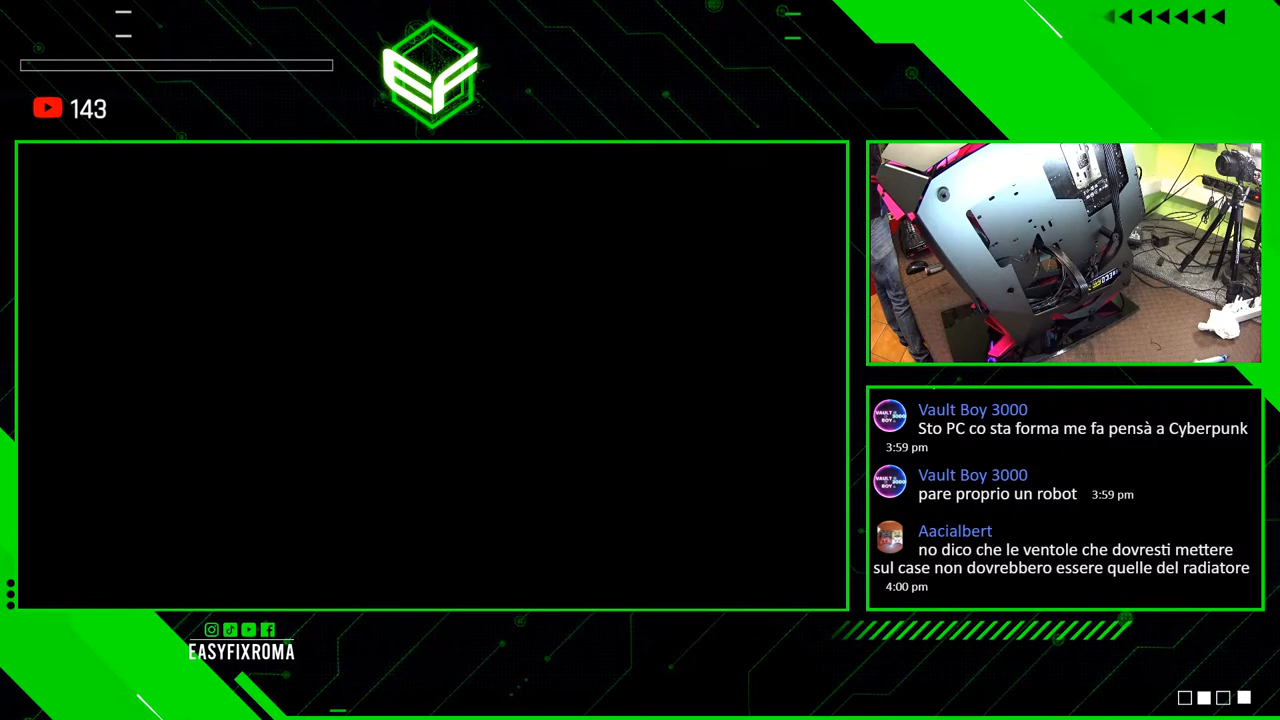 EF
143
Vault Boy 3000
Sto PC co sta forma me fa pensà a Cyberpunk
3:59 pm
Vault Boy 3000
pare proprio un robot 3:59 pm
Aacialbert
no dico che le ventole che dovresti mettere
sul case non dovrebbero essere quelle del radiatore
4:00 pm
EASYFIXROMA